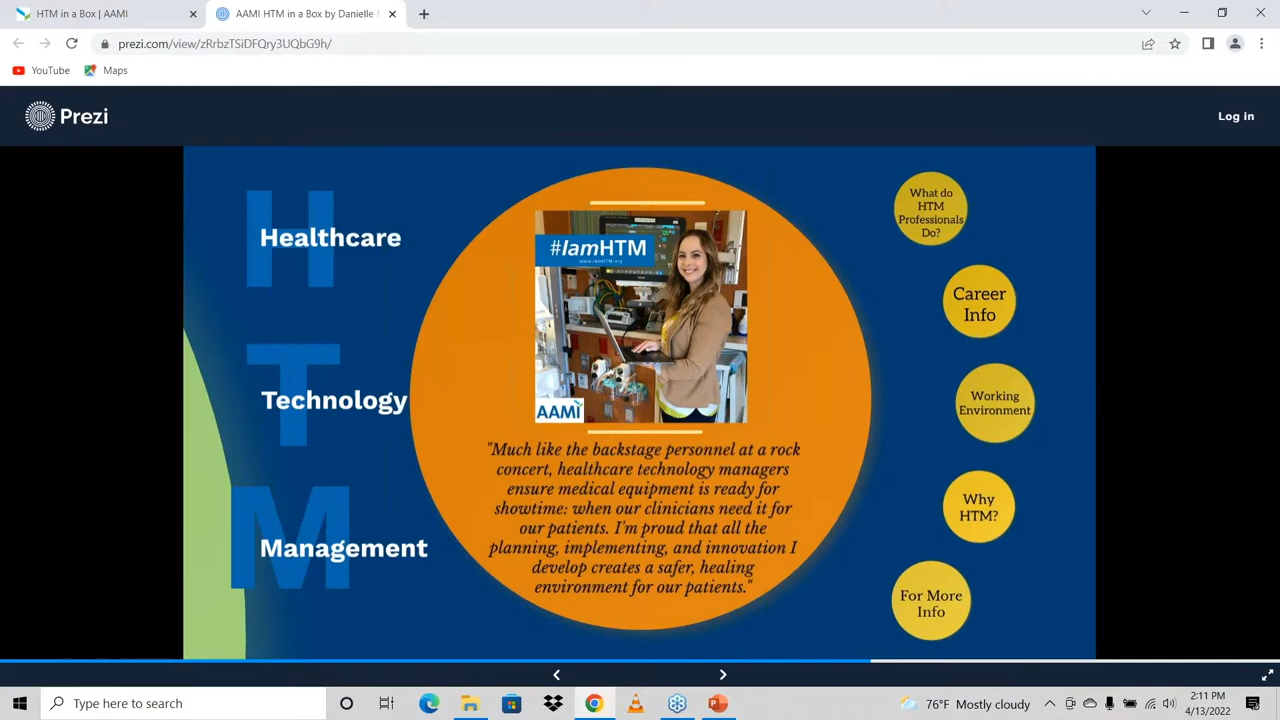 HTM in a Box | AAMI
AAMI HTM in a Box by Danielle
prezi.com/view/zRrbzTSiDFQry3UQbG9h/
YouTube
Maps
Prezi
Log in
H
Healthcare
T
Technology
M
Management
#IamHTM
www.IamHTM.org
AAMI
"Much like the backstage personnel at a rock
concert, healthcare technology managers
ensure medical equipment is ready for
showtime: when our clinicians need it for
our patients. I'm proud that all the
planning, implementing, and innovation I
develop creates a safer, healing
environment for our patients."
What do
HTM
Professionals
Do?
Career
Info
Working
Environment
Why
HTM?
For More
Info
Type here to search
76°F Mostly cloudy
2:11 PM
4/13/2022